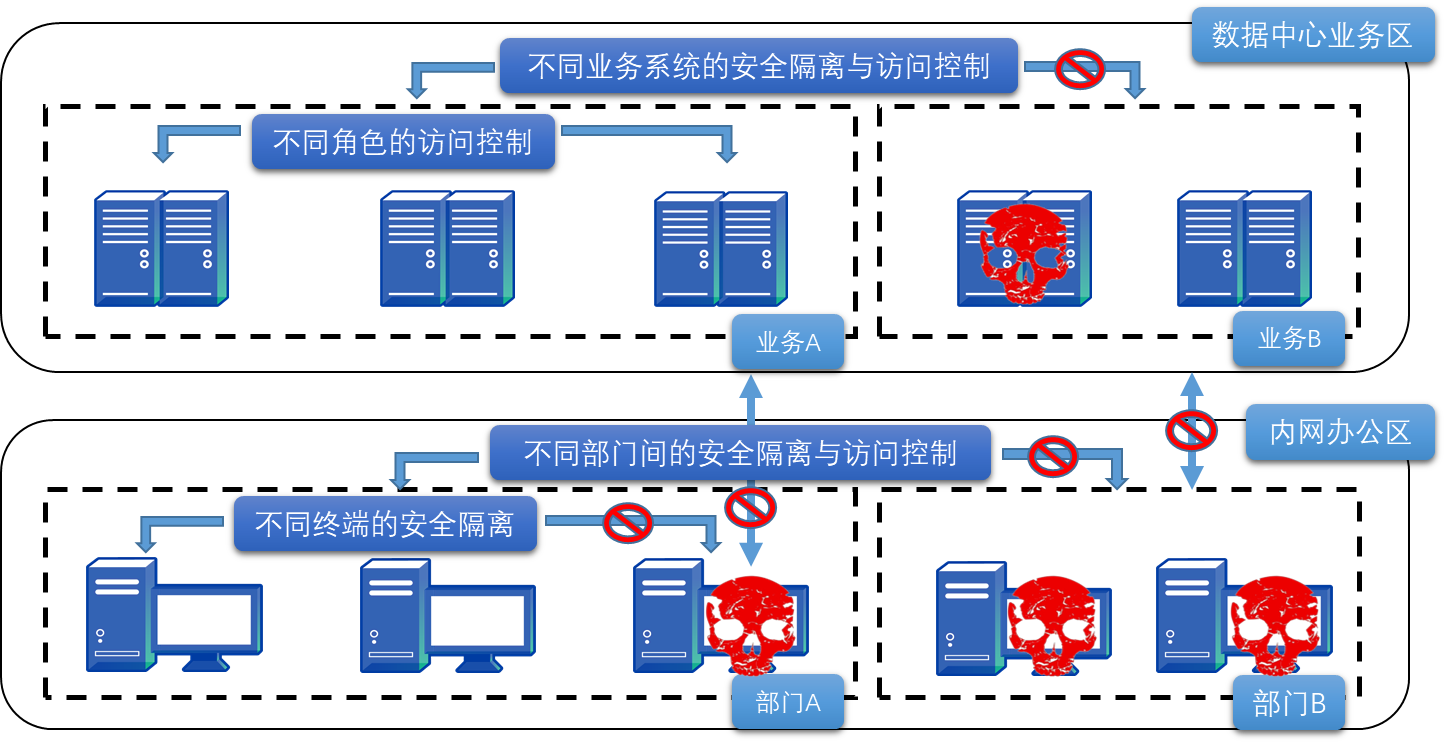 数据中心业务区
不同业务系统的安全隔离与访问控制
不同角色的访问控制
业务A
业务B
内网办公区
不同部门间的安全隔离与访问控制
不同终端的安全隔离
部门A
部门B